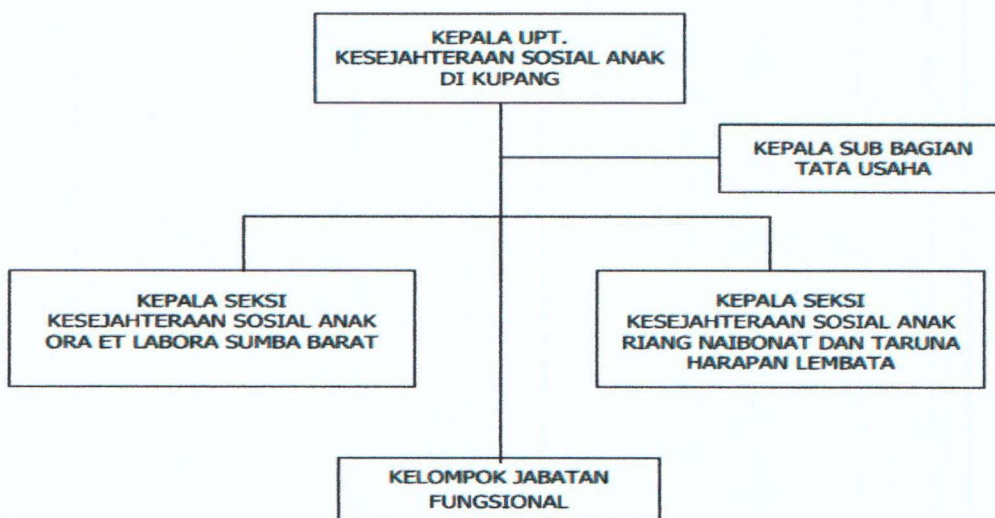 KEPALA UPT.
KESEJAHTERAAN SOSIAL ANAK
DI KUPANG
KEPALA SUB BAGIAN
TATA USAHA
KEPALA SEKSI
KESEJAHTERAAN SOSIAL ANAK
ORA ET LABORA SUMBA BARAT
KEPALA SEKSI
KESEJAHTERAAN SOSIAL ANAK
RIANG NAIBONAT DAN TARUNA
HARAPAN LEMBATA
KELOMPOK JABATAN
FUNGSIONAL